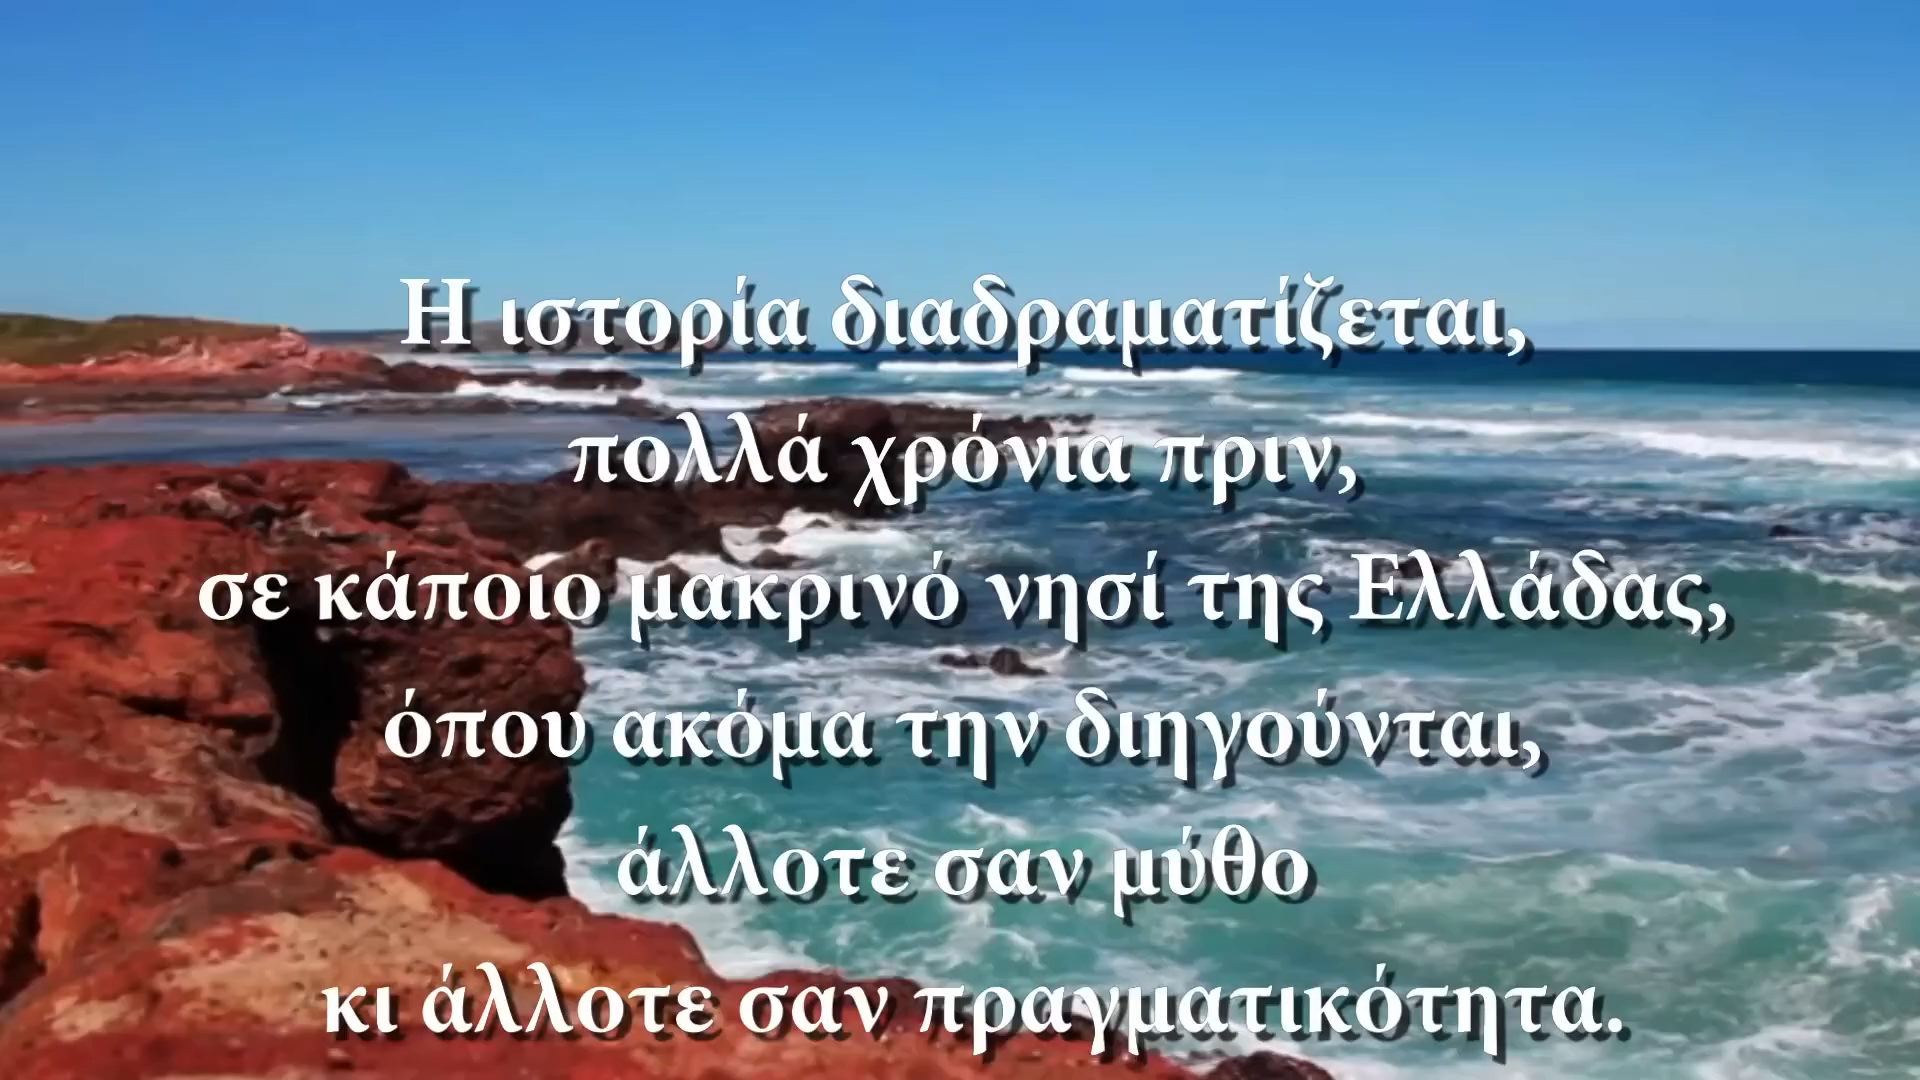 Η ιστορία διαδραματίζεται,
πολλά χρόνια πριν,
σε κάποιο μακρινό νησί της Ελλάδας,
όπου ακόμα την διηγούνται,
άλλοτε σαν μύθο
κι άλλοτε σαν πραγματικότητα.